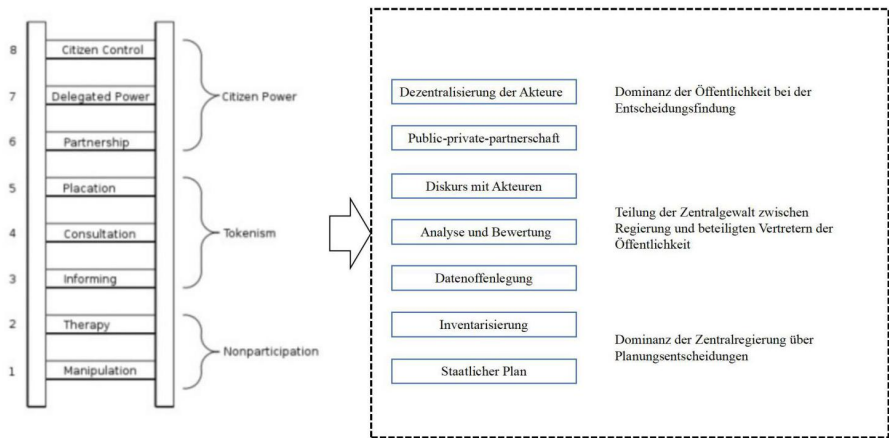 8 Citizen Control
7 Delegated Power
Citizen Power
6 Partnership
5 Placation
4 Consultation
Tokenism
3 Informing
2 Therapy
Nonparticipation
1 Manipulation
Dezentralisierung der Akteure
Public-private-partnerschaft
Diskurs mit Akteuren
Analyse und Bewertung
Datenoffenlegung
Inventarisierung
Staatlicher Plan
Dominanz der Öffentlichkeit bei der
Entscheidungsfindung
Teilung der Zentralgewalt zwischen
Regierung und beteiligten Vertretern der
Öffentlichkeit
Dominanz der Zentralregierung über
Planungsentscheidungen